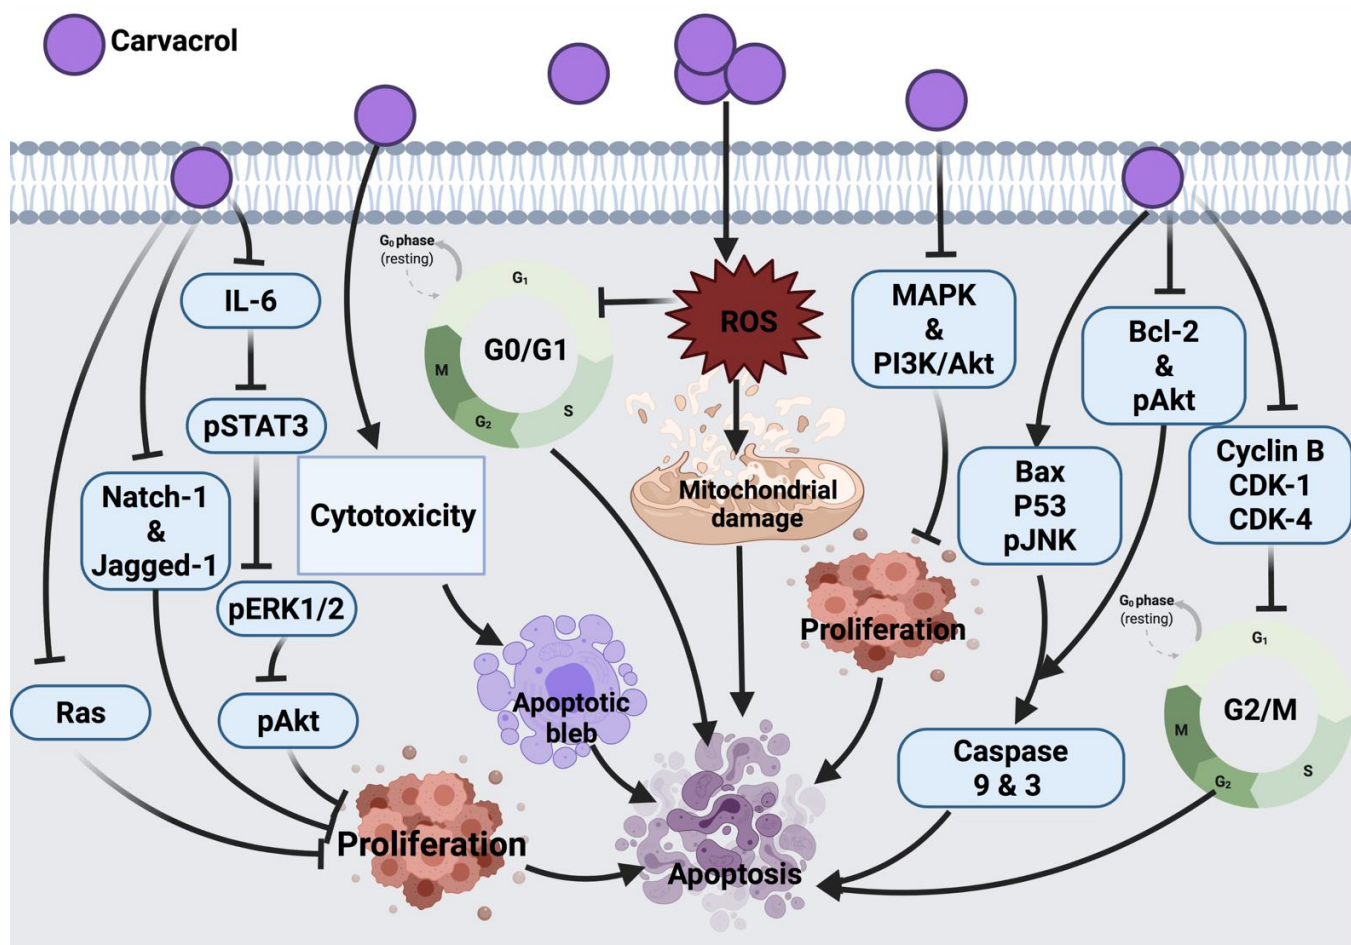 Carvacrol
IL-6
pSTAT3
Natch-1
&
Jagged-1
pERK1/2
Ras
pAkt
Proliferation
Cytotoxicity
Apoptotic
bleb
G₀ phase
(resting)
G₁
G0/G1
M
S
G₂
ROS
Mitochondrial
damage
MAPK
&
PI3K/Akt
Proliferation
Apoptosis
Bcl-2
&
pAkt
Bax
P53
pJNK
Cyclin B
CDK-1
CDK-4
Caspase
9 & 3
G₀ phase
(resting)
G₁
G2/M
M
S
G₂